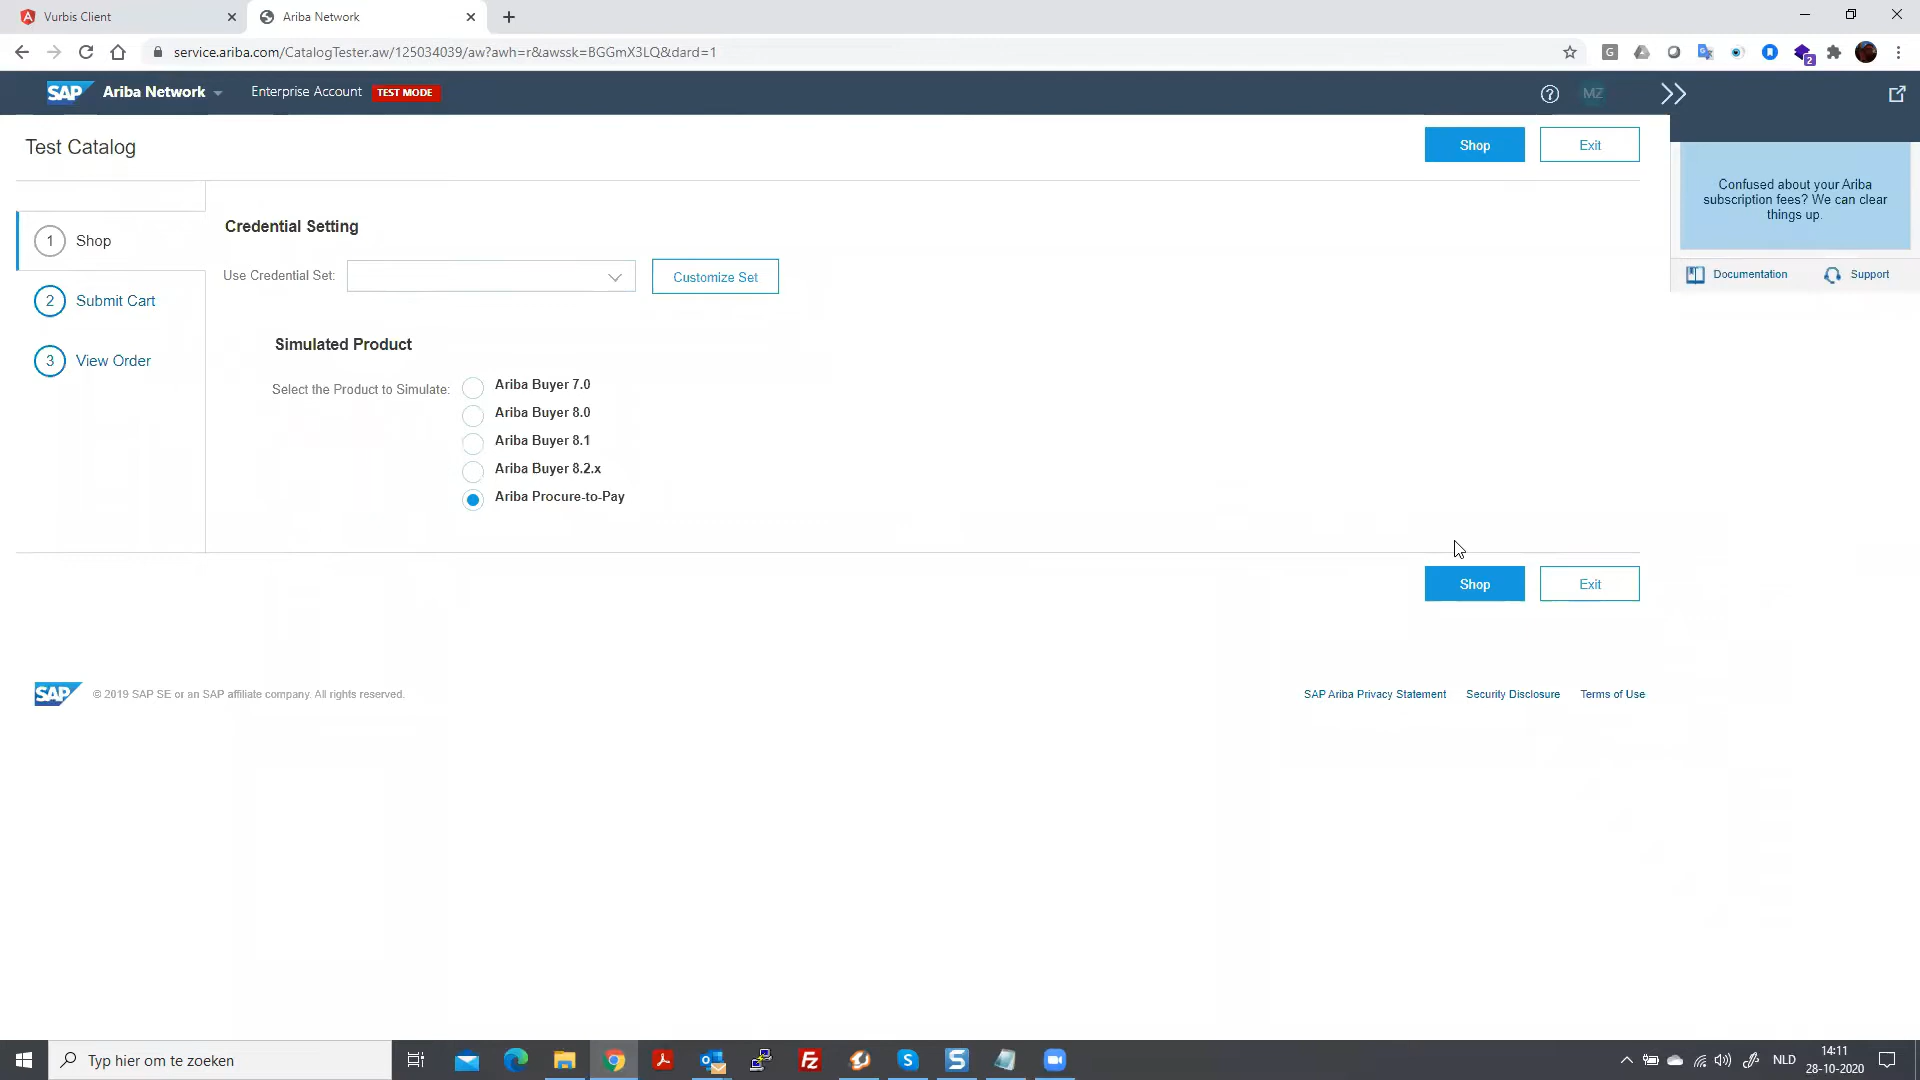 Vurbis Client
Ariba Network
service.ariba.com/CatalogTester.aw/125034039/aw?awh=r&awssk=BGGmX3LQ&dard=1
2
SAP Ariba Network
Enterprise Account TEST MODE
MZ
Test Catalog
Shop Exit
Confused about your Ariba
subscription fees? We can clear
things up.
Documentation Support
1 Shop
2 Submit Cart
3 View Order
Credential Setting
Use Credential Set:
Customize Set
Simulated Product
Select the Product to Simulate:
Ariba Buyer 7.0
Ariba Buyer 8.0
Ariba Buyer 8.1
Ariba Buyer 8.2.x
Ariba Procure-to-Pay
Shop Exit
SAP © 2019 SAP SE or an SAP affiliate company. All rights reserved.
SAP Ariba Privacy Statement Security Disclosure Terms of Use
Typ hier om te zoeken
NLD
14:11
28-10-2020